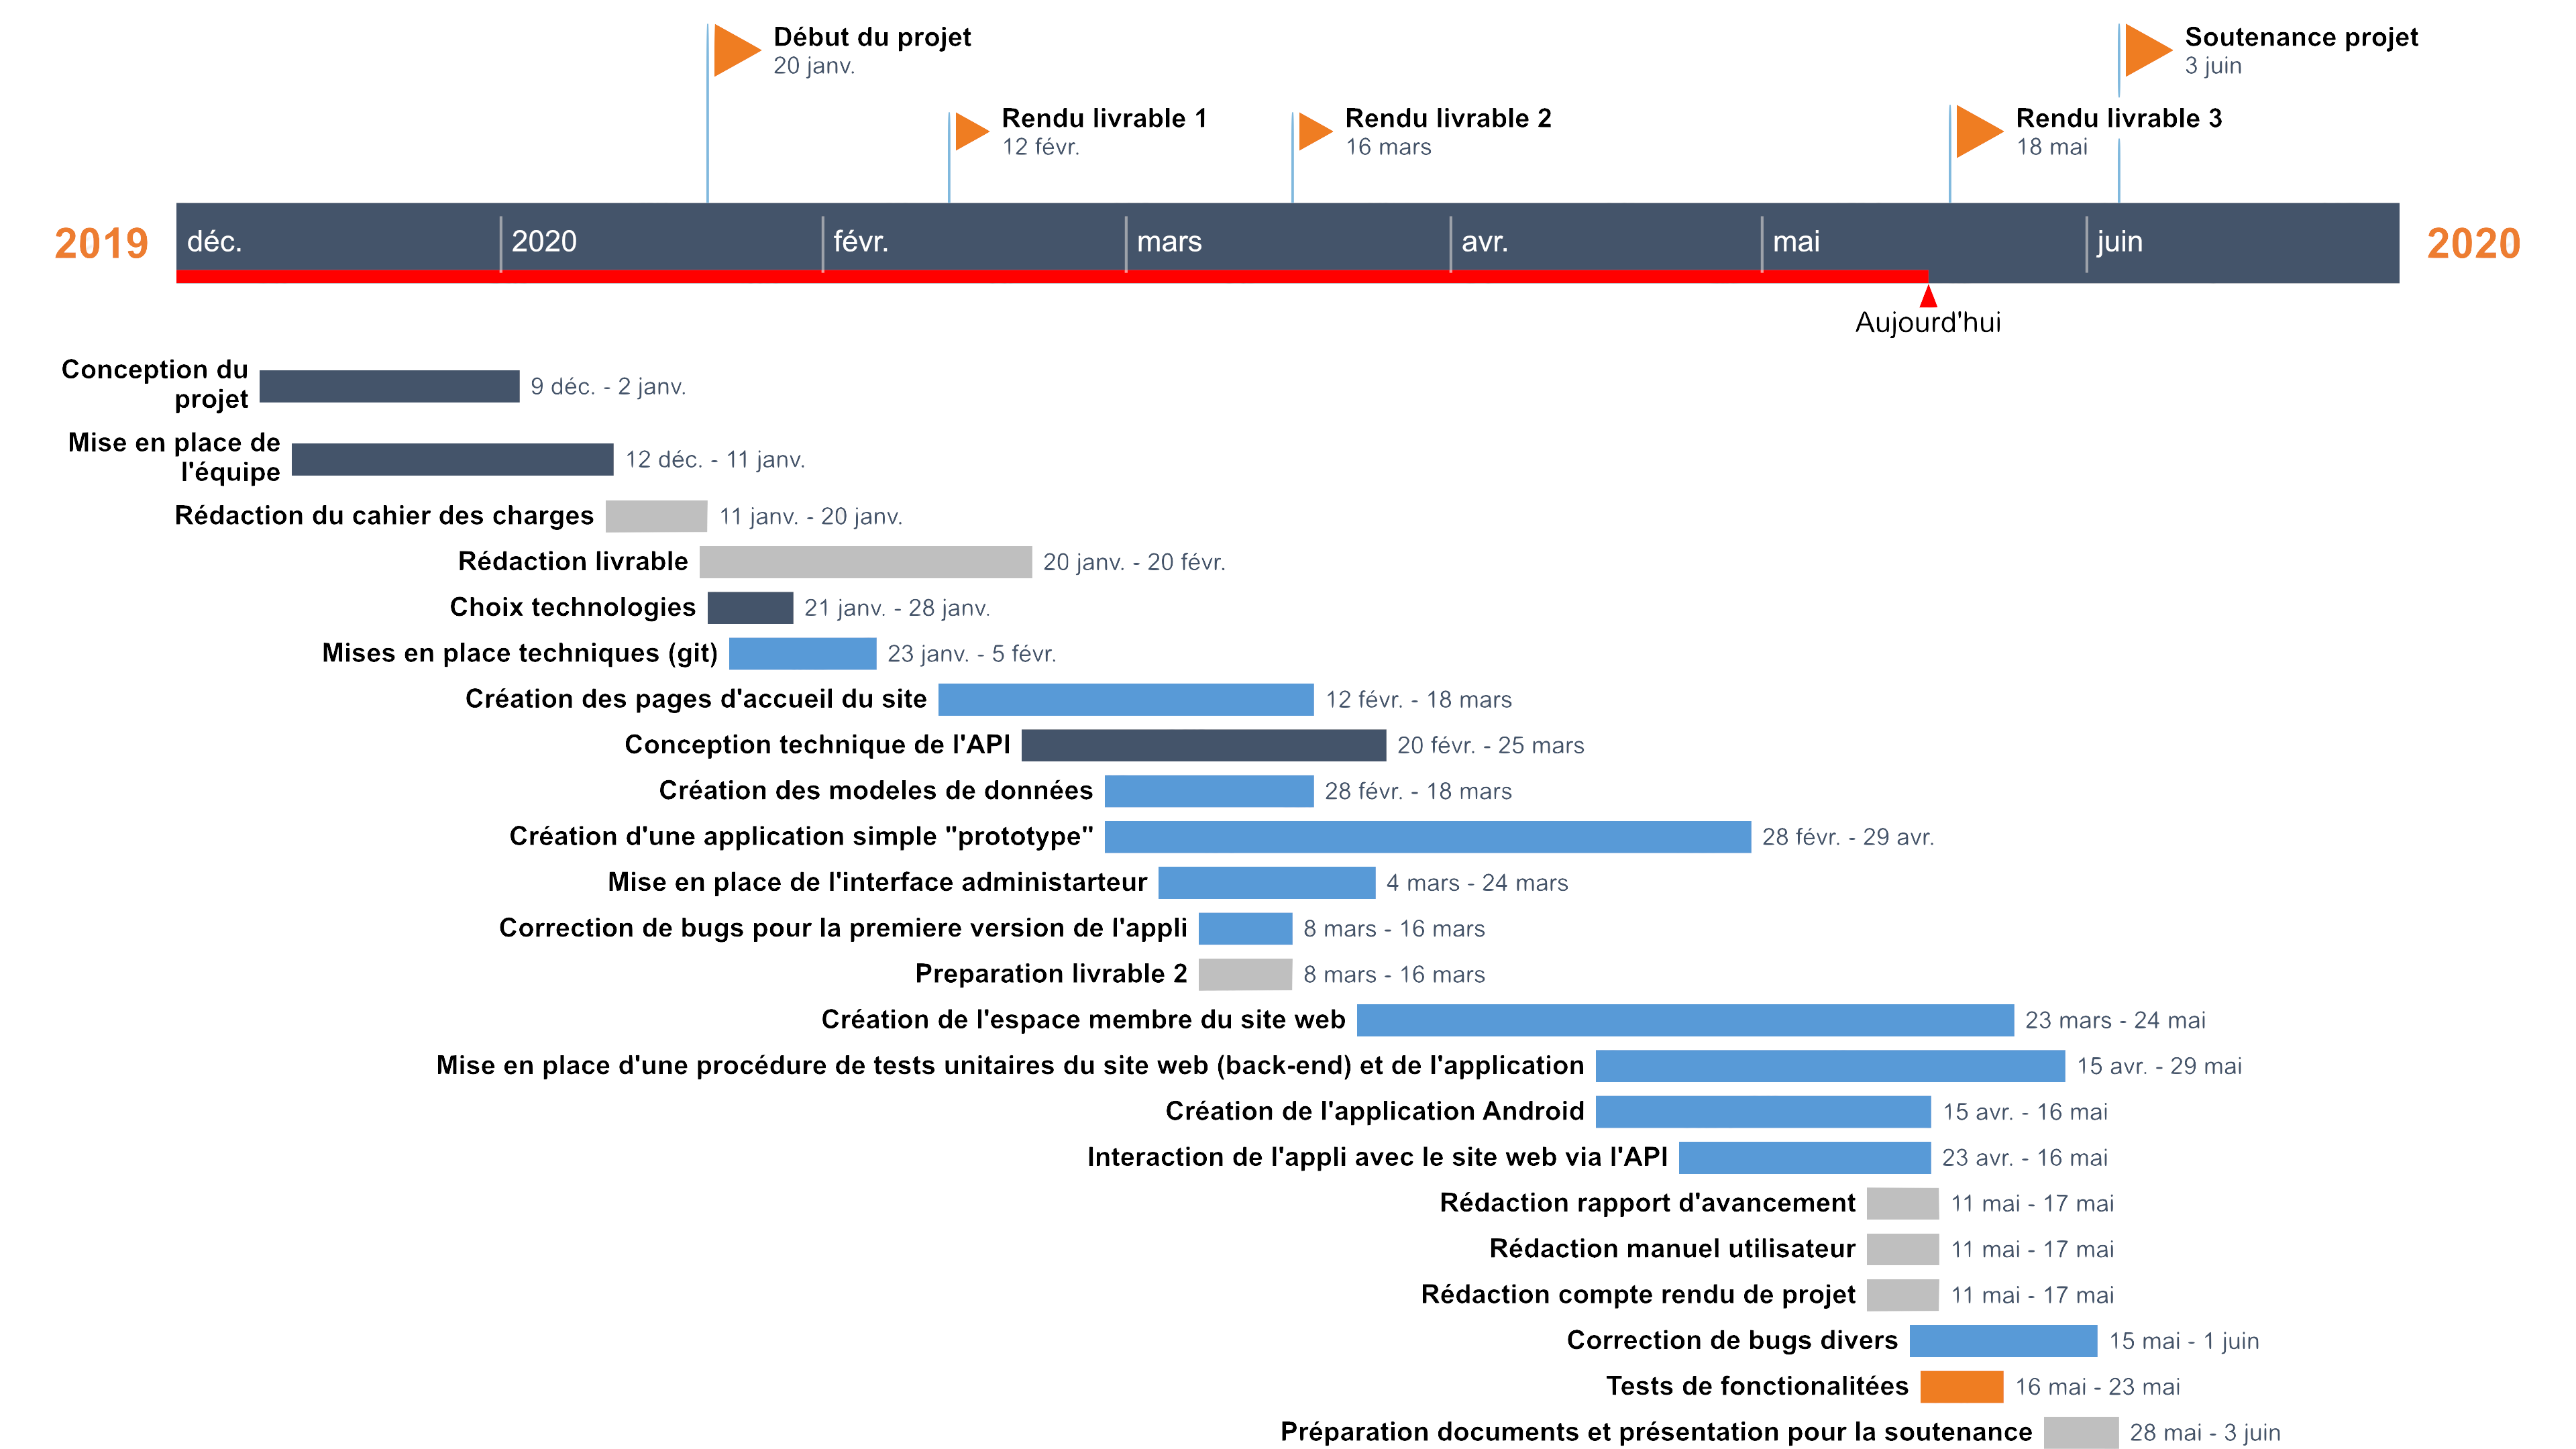 Début du projet
20 janv.
Soutenance projet
3 juin
Rendu livrable 1
12 févr.
Rendu livrable 2
16 mars
Rendu livrable 3
18 mai
2019 déc. 2020 févr. mars avr. mai juin 2020
Aujourd'hui
Conception du
projet
9 déc. - 2 janv.
Mise en place de
l'équipe
12 déc. - 11 janv.
Rédaction du cahier des charges 11 janv. - 20 janv.
Rédaction livrable 20 janv. - 20 févr.
Choix technologies 21 janv. - 28 janv.
Mises en place techniques (git) 23 janv. - 5 févr.
Création des pages d'accueil du site 12 févr. - 18 mars
Conception technique de l'API 20 févr. - 25 mars
Création des modeles de données 28 févr. - 18 mars
Création d'une application simple "prototype" 28 févr. - 29 avr.
Mise en place de l'interface administarteur 4 mars - 24 mars
Correction de bugs pour la premiere version de l'appli 8 mars - 16 mars
Preparation livrable 2 8 mars - 16 mars
Création de l'espace membre du site web 23 mars - 24 mai
Mise en place d'une procédure de tests unitaires du site web (back-end) et de l'application 15 avr. - 29 mai
Création de l'application Android 15 avr. - 16 mai
Interaction de l'appli avec le site web via l'API 23 avr. - 16 mai
Rédaction rapport d'avancement 11 mai - 17 mai
Rédaction manuel utilisateur 11 mai - 17 mai
Rédaction compte rendu de projet 11 mai - 17 mai
Correction de bugs divers 15 mai - 1 juin
Tests de fonctionalitées 16 mai - 23 mai
Préparation documents et présentation pour la soutenance 28 mai - 3 juin